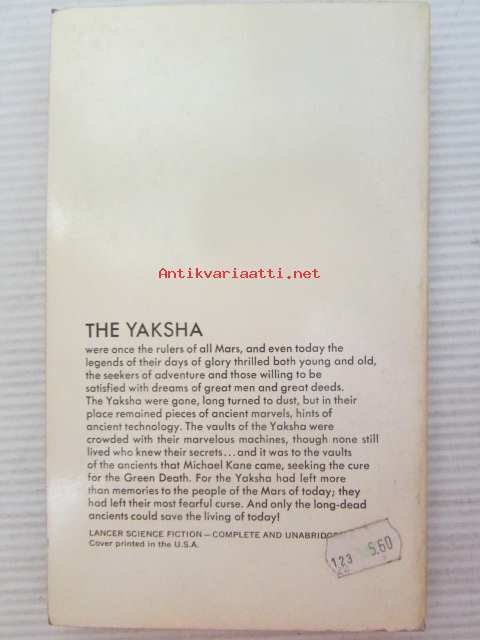 Antikvariaatti.net
THE YAKSHA
were once the rulers of all Mars, and even today the
legends of their days of glory thrilled both young and old,
the seekers of adventure and those willing to be
satisfied with dreams of great men and great deeds.
The Yaksha were gone, long turned to dust, but in their
place remained pieces of ancient marvels, hints of
ancient technology. The vaults of the Yaksha were
crowded with their marvelous machines, though none still
lived who knew their secrets...and it was to the vaults
of the ancients that Michael Kane came, seeking the cure
for the Green Death. For the Yaksha had left more
than memories to the people of the Mars of today; they
had left their most fearful curse. And only the long-dead
ancients could save the living of today!
LANCER SCIENCE FICTION—COMPLETE AND
Cover printed in the U.S.A.
123 5.60